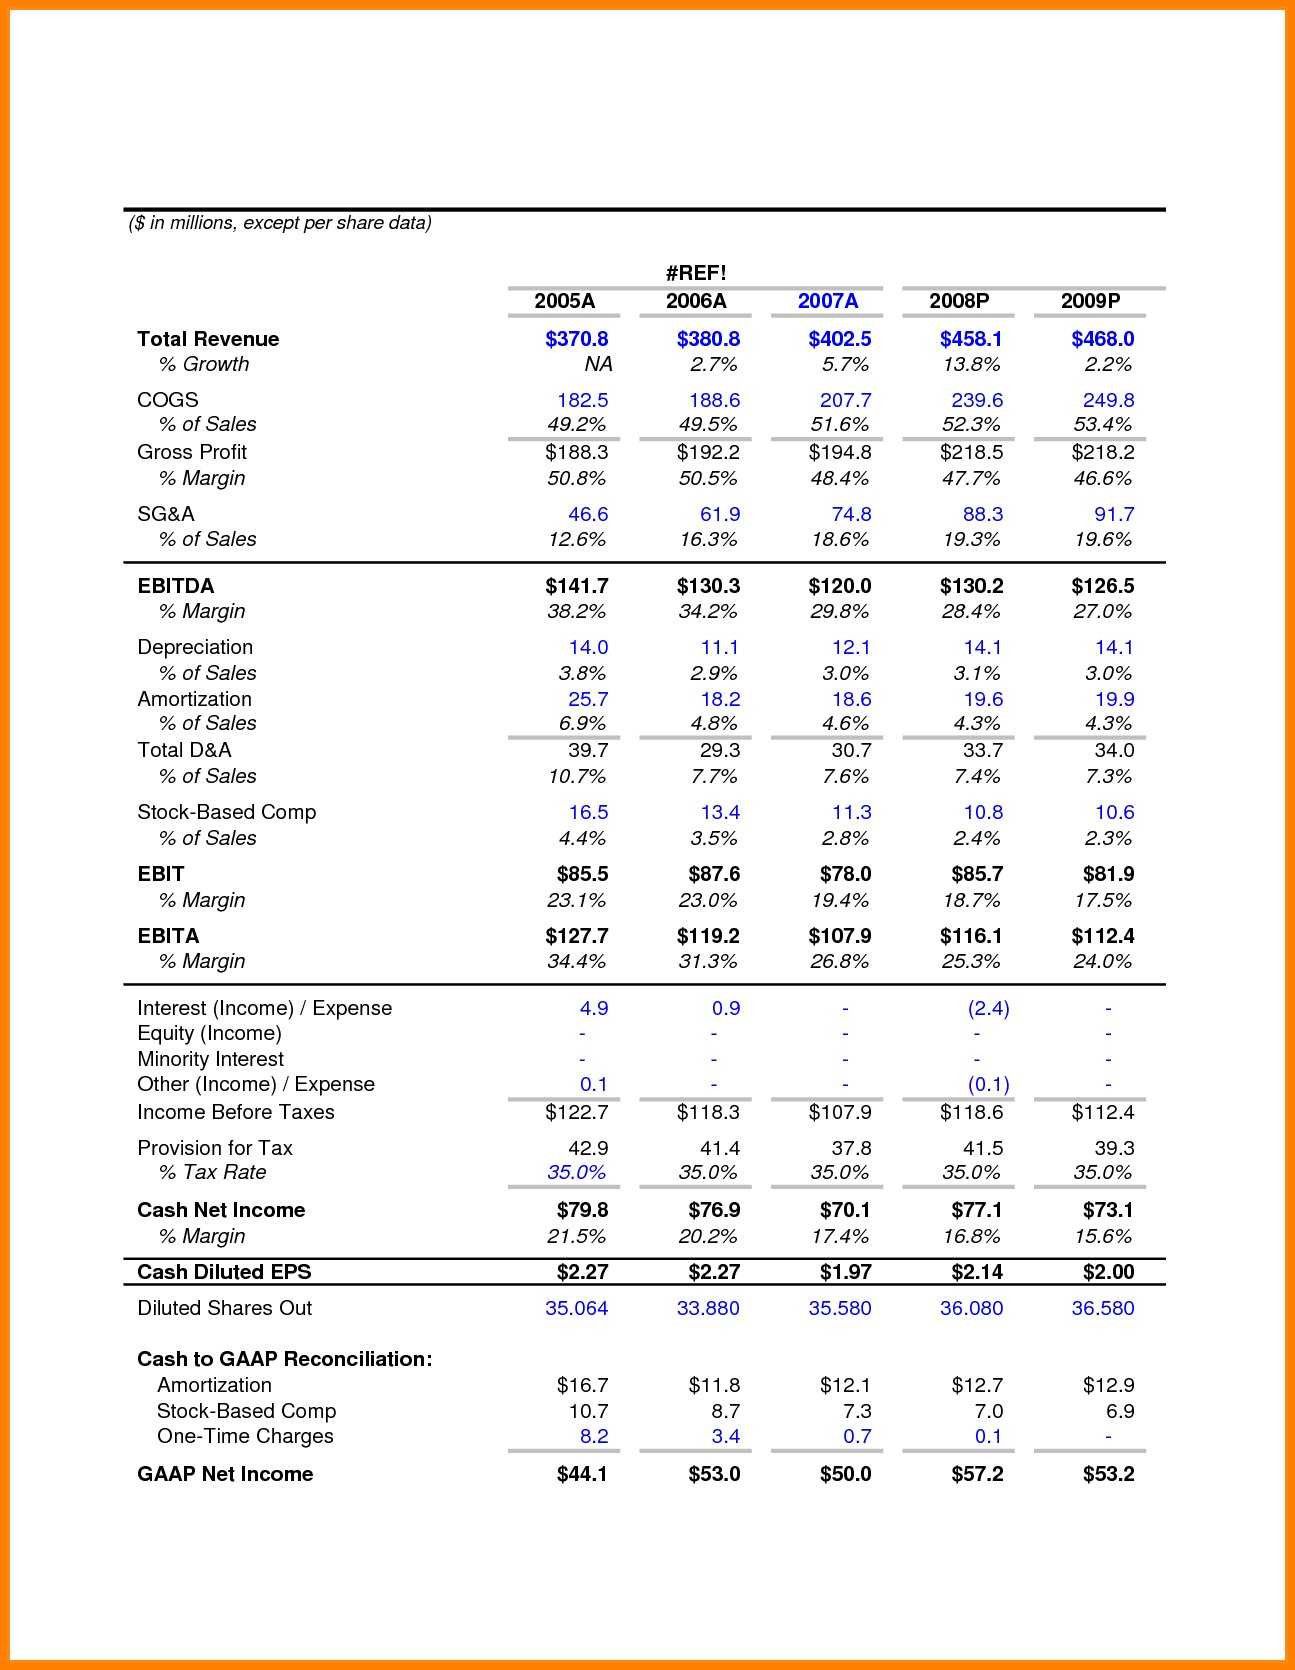 ($ in millions, except per share data)
#REF!
2005A 2006A 2007A 2008P 2009P
Total Revenue $370.8 $380.8 $402.5 $458.1 $468.0
% Growth NA 2.7% 5.7% 13.8% 2.2%
COGS 182.5 188.6 207.7 239.6 249.8
% of Sales 49.2% 49.5% 51.6% 52.3% 53.4%
Gross Profit $188.3 $192.2 $194.8 $218.5 $218.2
% Margin 50.8% 50.5% 48.4% 47.7% 46.6%
SG&A 46.6 61.9 74.8 88.3 91.7
% of Sales 12.6% 16.3% 18.6% 19.3% 19.6%
EBITDA $141.7 $130.3 $120.0 $130.2 $126.5
% Margin 38.2% 34.2% 29.8% 28.4% 27.0%
Depreciation 14.0 11.1 12.1 14.1 14.1
% of Sales 3.8% 2.9% 3.0% 3.1% 3.0%
Amortization 25.7 18.2 18.6 19.6 19.9
% of Sales 6.9% 4.8% 4.6% 4.3% 4.3%
Total D&A 39.7 29.3 30.7 33.7 34.0
% of Sales 10.7% 7.7% 7.6% 7.4% 7.3%
Stock-Based Comp 16.5 13.4 11.3 10.8 10.6
% of Sales 4.4% 3.5% 2.8% 2.4% 2.3%
EBIT $85.5 $87.6 $78.0 $85.7 $81.9
% Margin 23.1% 23.0% 19.4% 18.7% 17.5%
EBITA $127.7 $119.2 $107.9 $116.1 $112.4
% Margin 34.4% 31.3% 26.8% 25.3% 24.0%
Interest (Income) / Expense 4.9 0.9 - (2.4) -
Equity (Income) - - - - -
Minority Interest - - - - -
Other (Income) / Expense 0.1 - - (0.1) -
Income Before Taxes $122.7 $118.3 $107.9 $118.6 $112.4
Provision for Tax 42.9 41.4 37.8 41.5 39.3
% Tax Rate 35.0% 35.0% 35.0% 35.0% 35.0%
Cash Net Income $79.8 $76.9 $70.1 $77.1 $73.1
% Margin 21.5% 20.2% 17.4% 16.8% 15.6%
Cash Diluted EPS $2.27 $2.27 $1.97 $2.14 $2.00
Diluted Shares Out 35.064 33.880 35.580 36.080 36.580
Cash to GAAP Reconciliation:
Amortization $16.7 $11.8 $12.1 $12.7 $12.9
Stock-Based Comp 10.7 8.7 7.3 7.0 6.9
One-Time Charges 8.2 3.4 0.7 0.1 -
GAAP Net Income $44.1 $53.0 $50.0 $57.2 $53.2